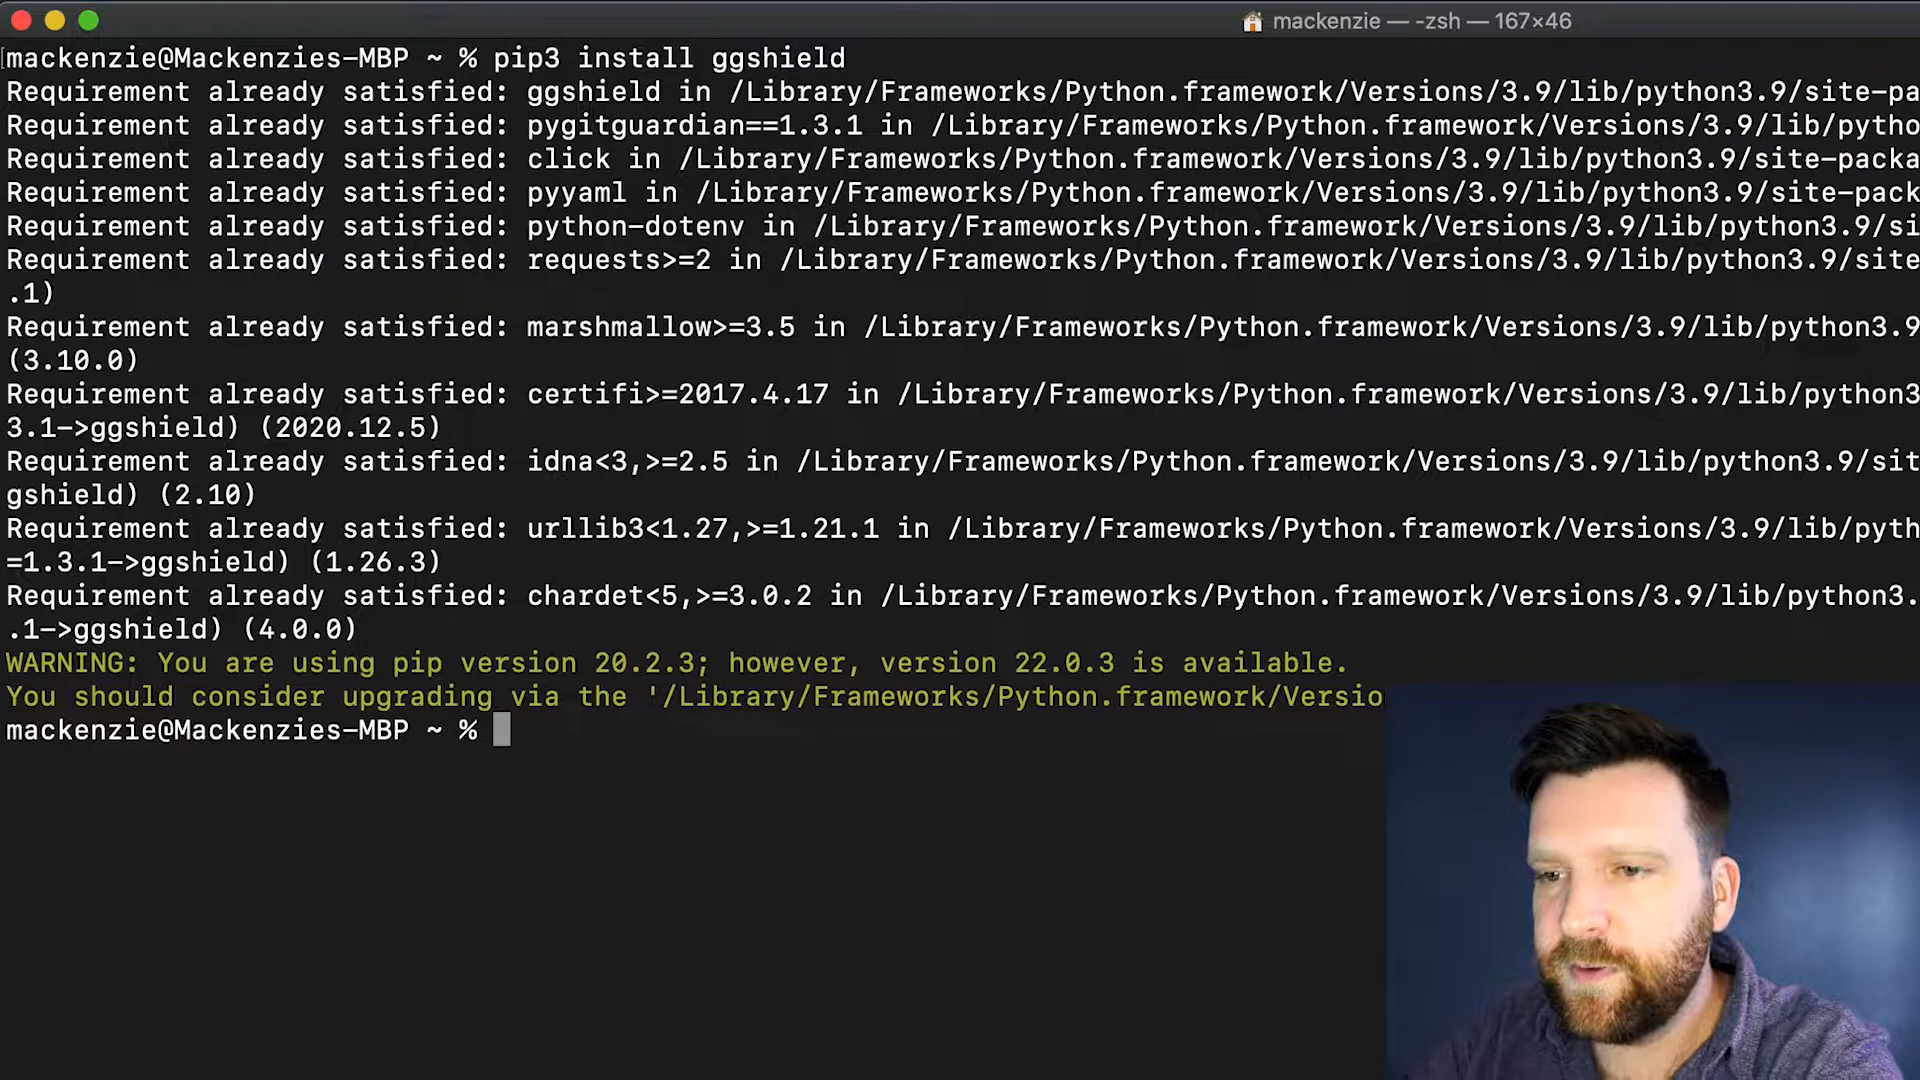 mackenzie — -zsh — 167×46
mackenzie@Mackenzies-MBP ~ % pip3 install ggshield
Requirement already satisfied: ggshield in /Library/Frameworks/Python.framework/Versions/3.9/lib/python3.9/site-pa
Requirement already satisfied: pygitguardian==1.3.1 in /Library/Frameworks/Python.framework/Versions/3.9/lib/pytho
Requirement already satisfied: click in /Library/Frameworks/Python.framework/Versions/3.9/lib/python3.9/site-packa
Requirement already satisfied: pyyaml in /Library/Frameworks/Python.framework/Versions/3.9/lib/python3.9/site-pack
Requirement already satisfied: python-dotenv in /Library/Frameworks/Python.framework/Versions/3.9/lib/python3.9/si
Requirement already satisfied: requests>=2 in /Library/Frameworks/Python.framework/Versions/3.9/lib/python3.9/site
.1)
Requirement already satisfied: marshmallow>=3.5 in /Library/Frameworks/Python.framework/Versions/3.9/lib/python3.9
(3.10.0)
Requirement already satisfied: certifi>=2017.4.17 in /Library/Frameworks/Python.framework/Versions/3.9/lib/python3
3.1->ggshield) (2020.12.5)
Requirement already satisfied: idna<3,>=2.5 in /Library/Frameworks/Python.framework/Versions/3.9/lib/python3.9/sit
gshield) (2.10)
Requirement already satisfied: urllib3<1.27,>=1.21.1 in /Library/Frameworks/Python.framework/Versions/3.9/lib/pyth
=1.3.1->ggshield) (1.26.3)
Requirement already satisfied: chardet<5,>=3.0.2 in /Library/Frameworks/Python.framework/Versions/3.9/lib/python3.
.1->ggshield) (4.0.0)
WARNING: You are using pip version 20.2.3; however, version 22.0.3 is available.
You should consider upgrading via the '/Library/Frameworks/Python.framework/Versio
mackenzie@Mackenzies-MBP ~ %